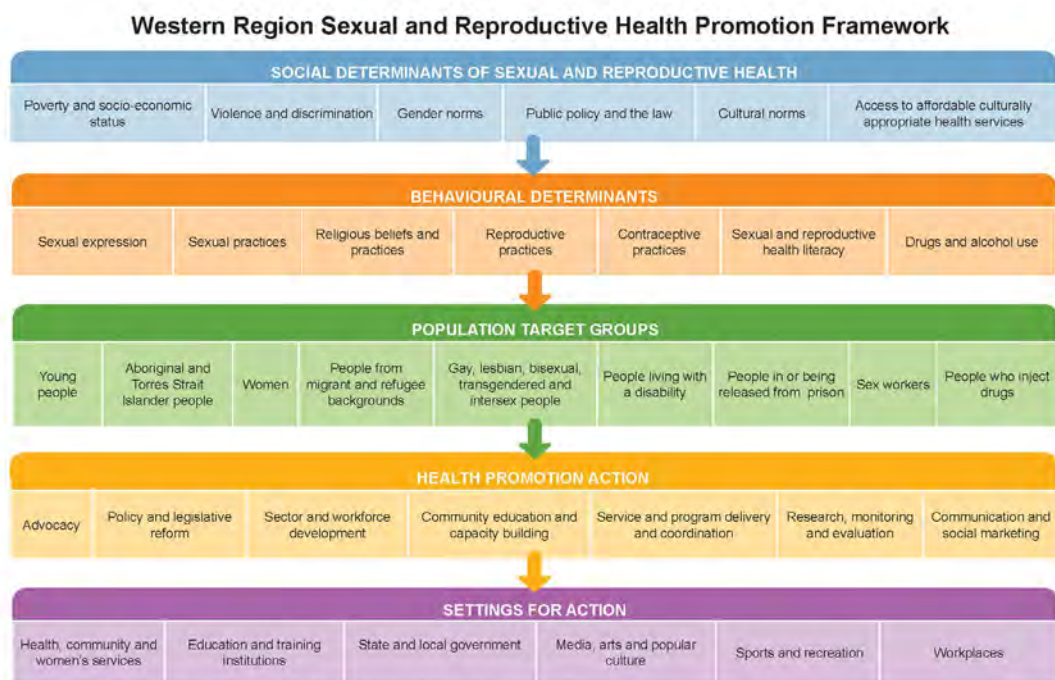 Western Region Sexual and Reproductive Health Promotion Framework
SOCIAL DETERMINANTS OF SEXUAL AND REPRODUCTIVE HEALTH
Poverty and socio-economic
status
Violence and discrimination
Gender norms
Public policy and the law
Cultural norms
Access to affordable culturally
appropriate health services
BEHAVIOURAL DETERMINANTS
Sexual expression
Sexual practices
Religious beliefs and
practices
Reproductive
practices
Contraceptive
practices
Sexual and reproductive
health literacy
Drugs and alcohol use
POPULATION TARGET GROUPS
Young
people
Aboriginal and
Torres Strait
Islander people
Women
People from
migrant and refugee
backgrounds
Gay, lesbian, bisexual,
transgendered and
intersex people
People living with
a disability
People in or being
released from prison
Sex workers
People who inject
drugs
HEALTH PROMOTION ACTION
Advocacy
Policy and legislative
reform
Sector and workforce
development
Community education and
capacity building
Service and program delivery
and coordination
Research, monitoring
and evaluation
Communication and
social marketing
SETTINGS FOR ACTION
Health, community and
women's services
Education and training
institutions
State and local government
Media, arts and popular
culture
Sports and recreation
Workplaces